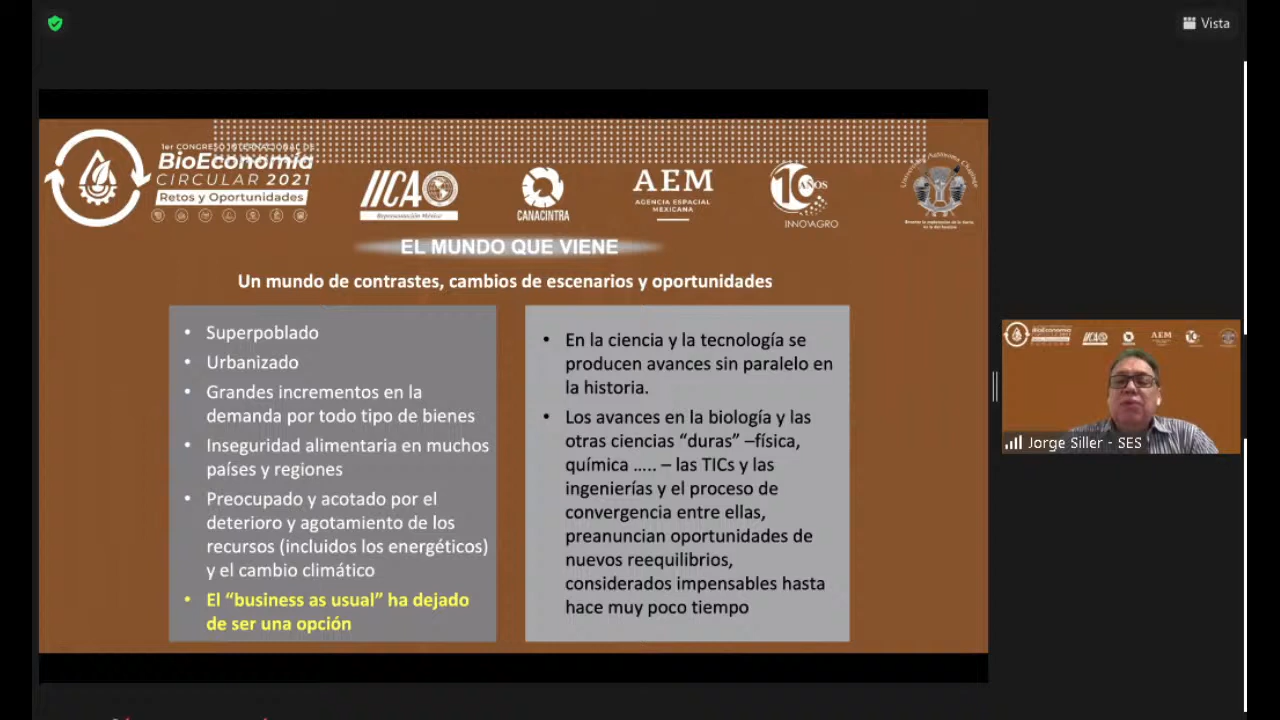 Vista
1er CONGRESO INTERNACIONAL DE
BioEconomía
CIRCULAR 2021
Retos y Oportunidades
IICA
Representación México
CANACINTRA
AEM
AGENCIA ESPACIAL
MEXICANA
10 AÑOS
INNOVAGRO
Universidad Autónoma Chapingo
EL MUNDO QUE VIENE
Un mundo de contrastes, cambios de escenarios y oportunidades
• Superpoblado
• Urbanizado
• Grandes incrementos en la
demanda por todo tipo de bienes
• Inseguridad alimentaria en muchos
países y regiones
• Preocupado y acotado por el
deterioro y agotamiento de los
recursos (incluidos los energéticos)
y el cambio climático
• El “business as usual” ha dejado
de ser una opción
• En la ciencia y la tecnología se
producen avances sin paralelo en
la historia.
• Los avances en la biología y las
otras ciencias “duras” –física,
química ….. – las TICs y las
ingenierías y el proceso de
convergencia entre ellas,
preanuncian oportunidades de
nuevos reequilibrios,
considerados impensables hasta
hace muy poco tiempo
BioEconomía
IICA
AEM
Jorge Siller - SES